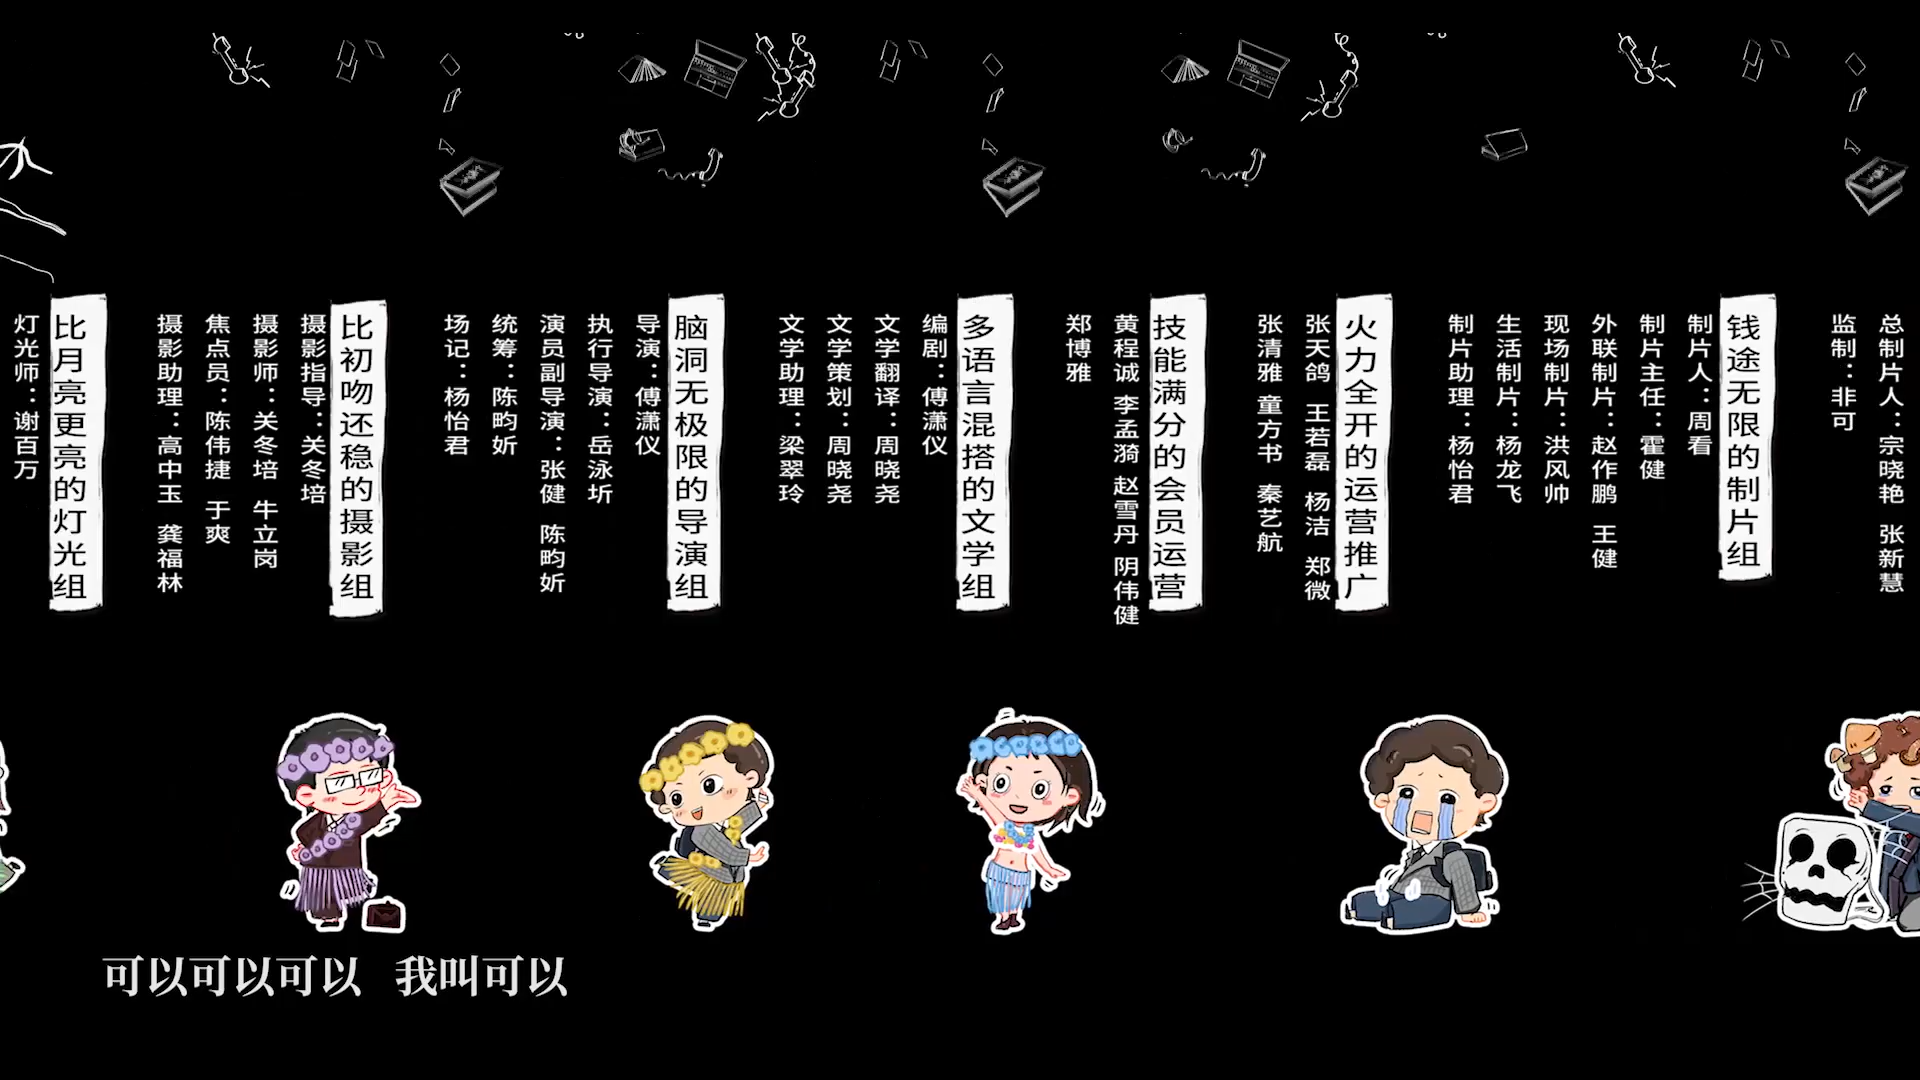 总制片人：宗晓艳 张新慧
监制：非可
钱途无限的制片组
制片人：周看
制片主任：霍健
外联制片：赵作鹏 王健
现场制片：洪风帅
生活制片：杨龙飞
制片助理：杨怡君
火力全开的运营推广
张天鸽 王若磊 杨洁 郑微
张清雅 童方书 秦艺航
技能满分的会员运营
黄程诚 李孟漪 赵雪丹 阴伟健
郑博雅
多语言混搭的文学组
编剧：傅潇仪
文学翻译：周晓尧
文学策划：周晓尧
文学助理：梁翠玲
脑洞无极限的导演组
导演：傅潇仪
执行导演：岳泳圻
演员副导演：张健 陈畇妡
统筹：陈畇妡
场记：杨怡君
比初吻还稳的摄影组
摄影指导：关冬培
摄影师：关冬培 牛立岗
焦点员：陈伟捷 于爽
摄影助理：高中玉 龚福林
比月亮更亮的灯光组
灯光师：谢百万
可以可以可以 我叫可以